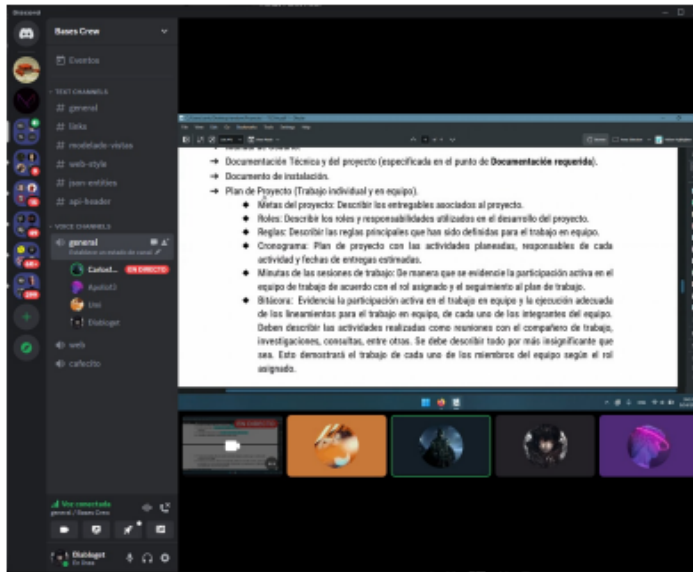 Discord
Bases Crew
Eventos
TEXT CHANNELS
# general
# links
# modelado-vistas
# web-style
# json entities
# api-header
VOICE CHANNELS
general
Establece un estado de canal
EN DIRECTO
Apollo13
Diablaget
web
cafecito
Voz conectada
general / Bases Crew
Diablaget
En línea
→ Documentación Técnica y del proyecto (especificada en el punto de Documentación requerida).
→ Documento de instalación.
→ Plan de Proyecto (Trabajo individual y en equipo).
◆ Metas del proyecto: Describir los entregables asociados al proyecto.
◆ Roles: Describir los roles y responsabilidades utilizados en el desarrollo del proyecto.
◆ Reglas: Describir las reglas principales que han sido definidas para el trabajo en equipo.
◆ Cronograma: Plan de proyecto con las actividades planeadas, responsables de cada
actividad y fechas de entregas estimadas.
◆ Minutas de las sesiones de trabajo: De manera que se evidencie la participación activa en el
equipo de trabajo de acuerdo con el rol asignado y el seguimiento al plan de trabajo.
◆ Bitácora: Evidencia la participación activa en el trabajo en equipo y la ejecución adecuada
de los lineamientos para el trabajo en equipo, de cada uno de los integrantes del equipo.
Deben describir las actividades realizadas como reuniones con el compañero de trabajo,
investigaciones, consultas, entre otras. Se debe describir todo por más insignificante que
sea. Esto demostrará el trabajo de cada uno de los miembros del equipo según el rol
asignado.